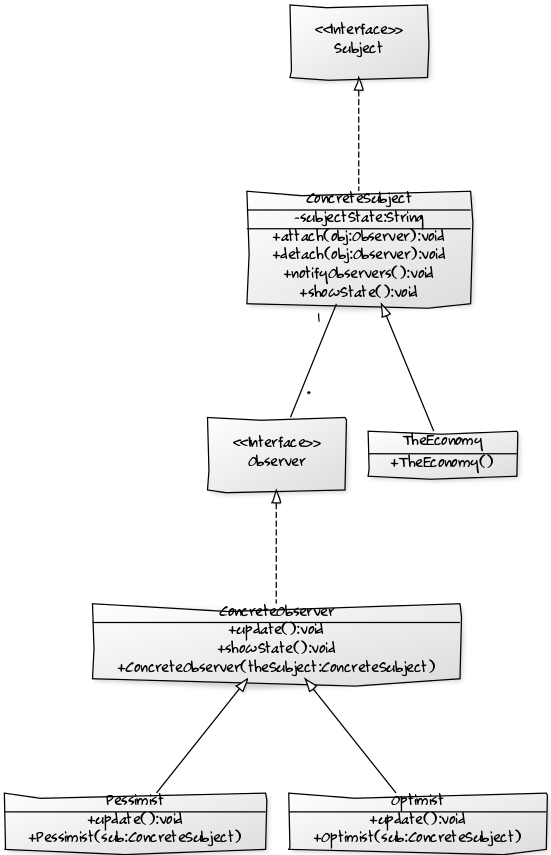 <<Interface>>
Subject
ConcreteSubject
-subjectState:String
+attach(obj:Observer):void
+detach(obj:Observer):void
+notifyObservers():void
+showState():void
1
*
<<Interface>>
Observer
TheEconomy
+TheEconomy()
ConcreteObserver
+update():void
+showState():void
+ConcreteObserver(theSubject:ConcreteSubject)
Pessimist
+update():void
+Pessimist(sub:ConcreteSubject)
Optimist
+update():void
+Optimist(sub:ConcreteSubject)